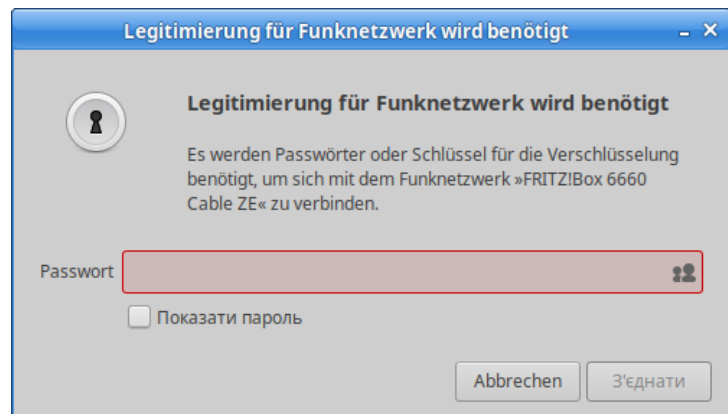 Legitimierung für Funknetzwerk wird benötigt
Legitimierung für Funknetzwerk wird benötigt
Es werden Passwörter oder Schlüssel für die Verschlüsselung
benötigt, um sich mit dem Funknetzwerk »FRITZ!Box 6660
Cable ZE« zu verbinden.
Passwort
Показати пароль
Abbrechen
З'єднати